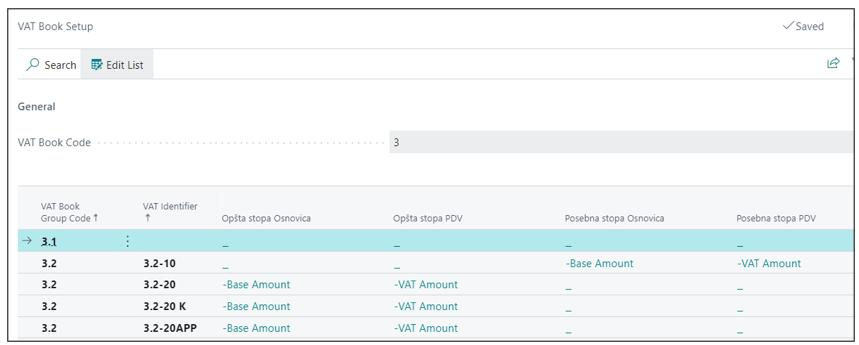 VAT Book Setup
Saved
Search Edit List
General
VAT Book Code 3
VAT Book Group Code ↑ VAT Identifier ↑ Opšta stopa Osnovica Opšta stopa PDV Posebna stopa Osnovica Posebna stopa PDV
→ 3.1 ⋮ _ _ _ _
3.2 3.2-10 _ _ -Base Amount -VAT Amount
3.2 3.2-20 -Base Amount -VAT Amount _ _
3.2 3.2-20 K -Base Amount -VAT Amount _ _
3.2 3.2-20APP -Base Amount -VAT Amount _ _